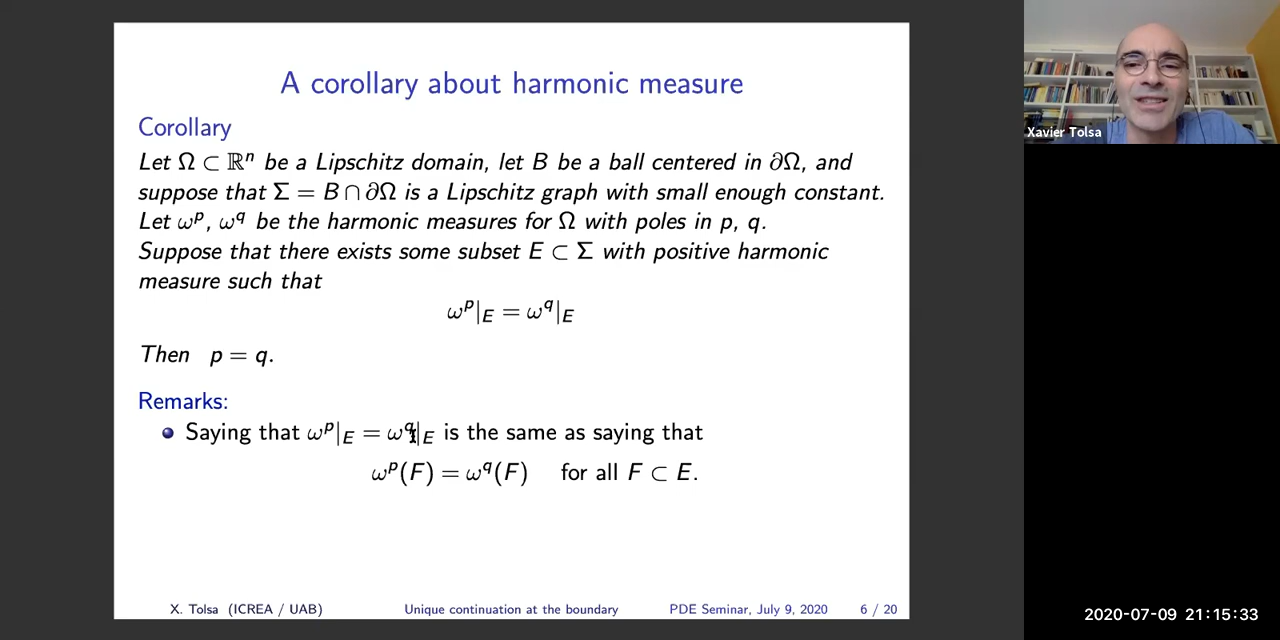 A corollary about harmonic measure
Corollary
Let Ω ⊂ ℝⁿ be a Lipschitz domain, let B be a ball centered in ∂Ω, and
suppose that Σ = B ∩ ∂Ω is a Lipschitz graph with small enough constant.
Let ωᵖ, ω^q be the harmonic measures for Ω with poles in p, q.
Suppose that there exists some subset E ⊂ Σ with positive harmonic
measure such that
ωᵖ|_E = ω^q|_E
Then p = q.
Remarks:
Saying that ωᵖ|_E = ω^q|_E is the same as saying that
ωᵖ(F) = ω^q(F) for all F ⊂ E.
X. Tolsa (ICREA / UAB) Unique continuation at the boundary PDE Seminar, July 9, 2020 6 / 20
Xavier Tolsa
2020-07-09 21:15:33